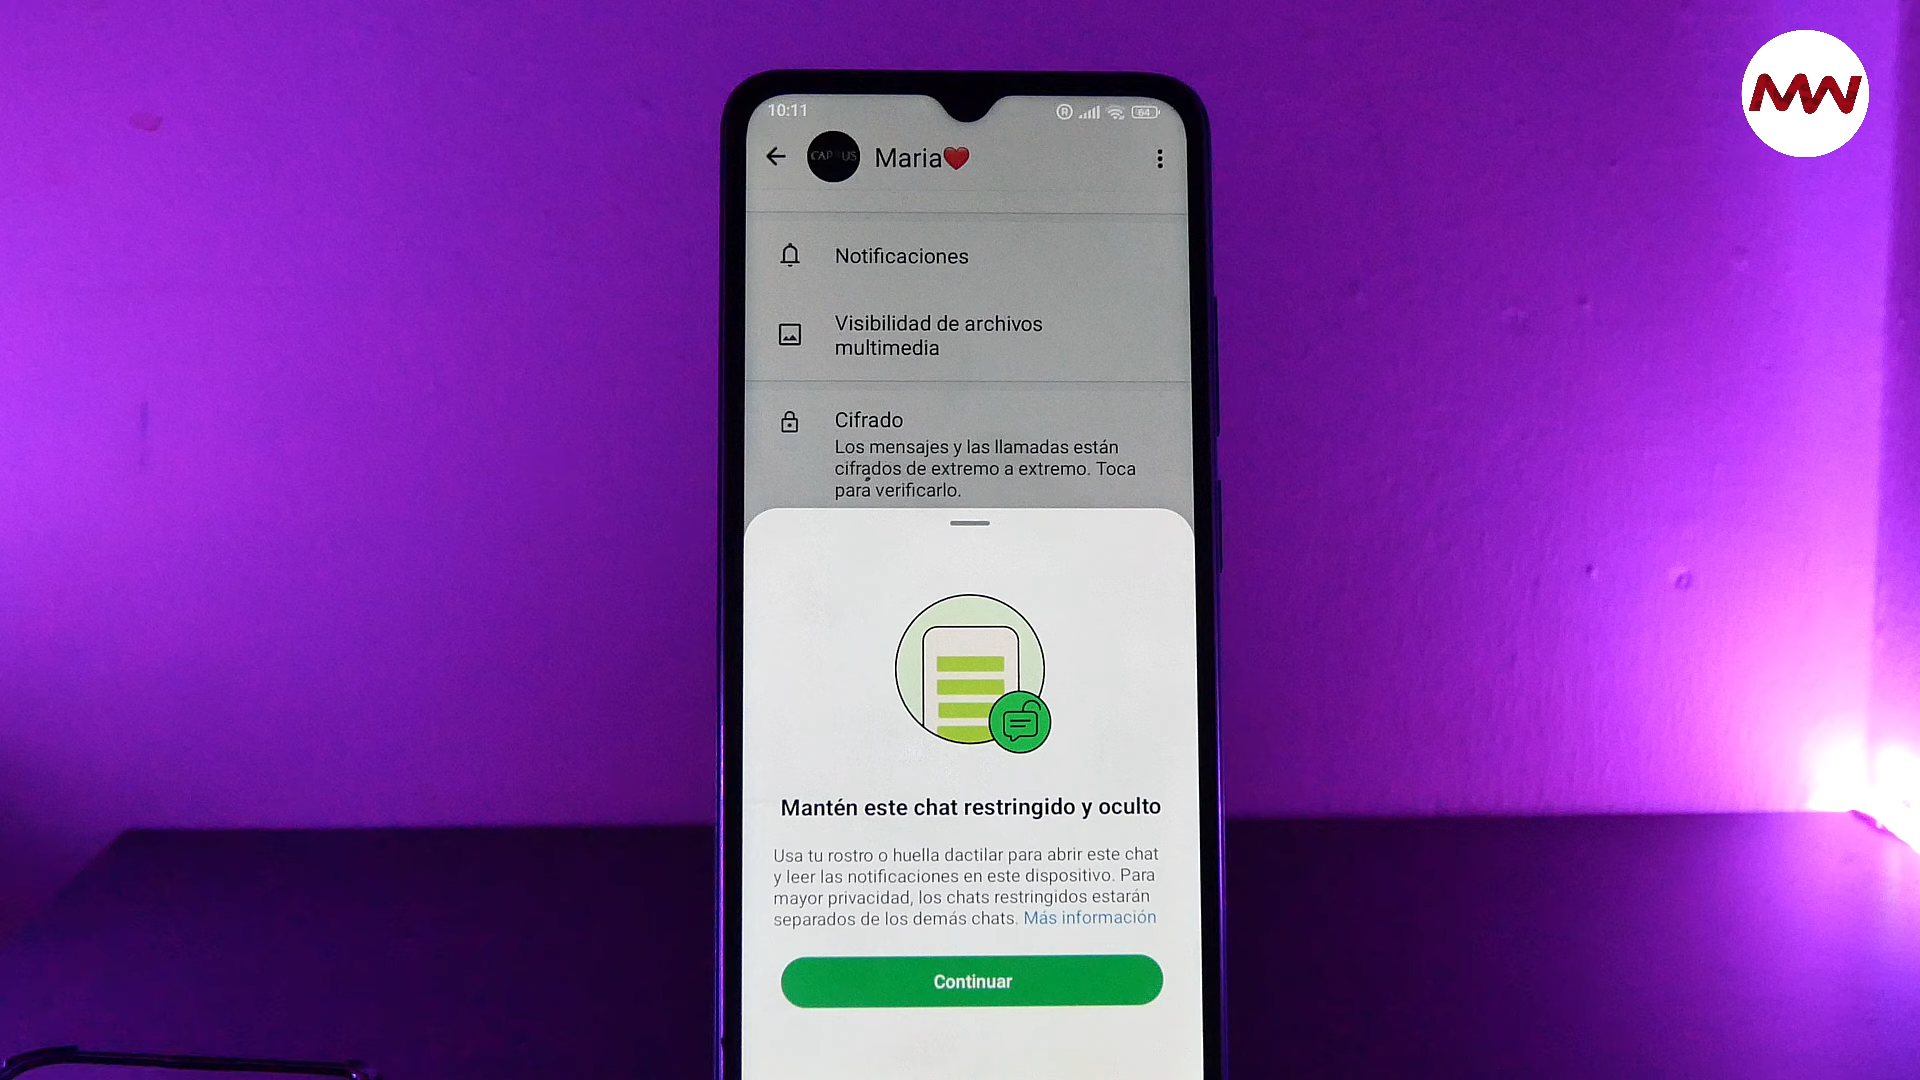 MW
10:11
R
64
Maria❤️
Notificaciones
Visibilidad de archivos
multimedia
Cifrado
Los mensajes y las llamadas están
cifrados de extremo a extremo. Toca
para verificarlo.
Mantén este chat restringido y oculto
Usa tu rostro o huella dactilar para abrir este chat
y leer las notificaciones en este dispositivo. Para
mayor privacidad, los chats restringidos estarán
separados de los demás chats. Más información
Continuar